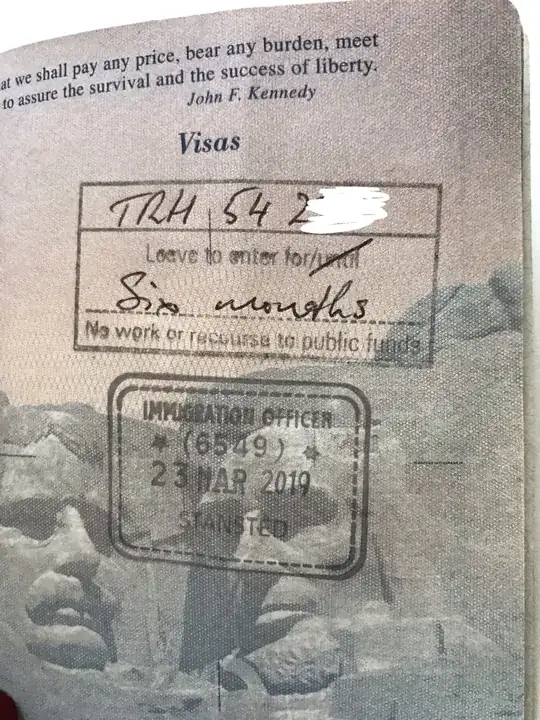 at we shall pay any price, bear any burden, meet
to assure the survival and the success of liberty.
John F. Kennedy
Visas
TRH 54 2
Leave to enter for/until
Six months
No work or recourse to public funds
IMMIGRATION OFFICER
* (6549) *
23 MAR 2019
STANSTED